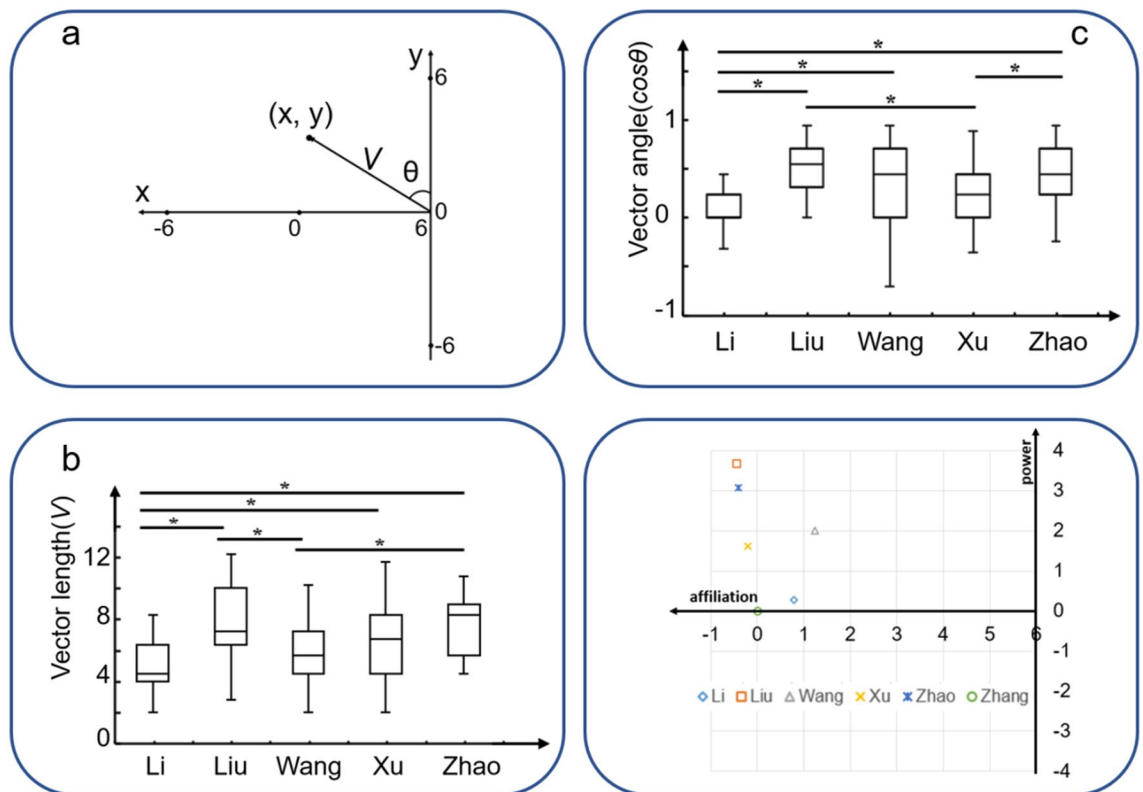 a
y
6
(x, y)
V
θ
x
-6
0
6
0
-6
c
Vector angle(cosθ)
*
*
*
*
*
1
0
-1
Li Liu Wang Xu Zhao
b
Vector length(V)
*
*
*
*
*
12
8
4
0
Li Liu Wang Xu Zhao
power
4
3
2
1
affiliation
0
-1 0 1 2 3 4 5 6
-1
Li Liu Wang Xu Zhao Zhang
-2
-3
-4